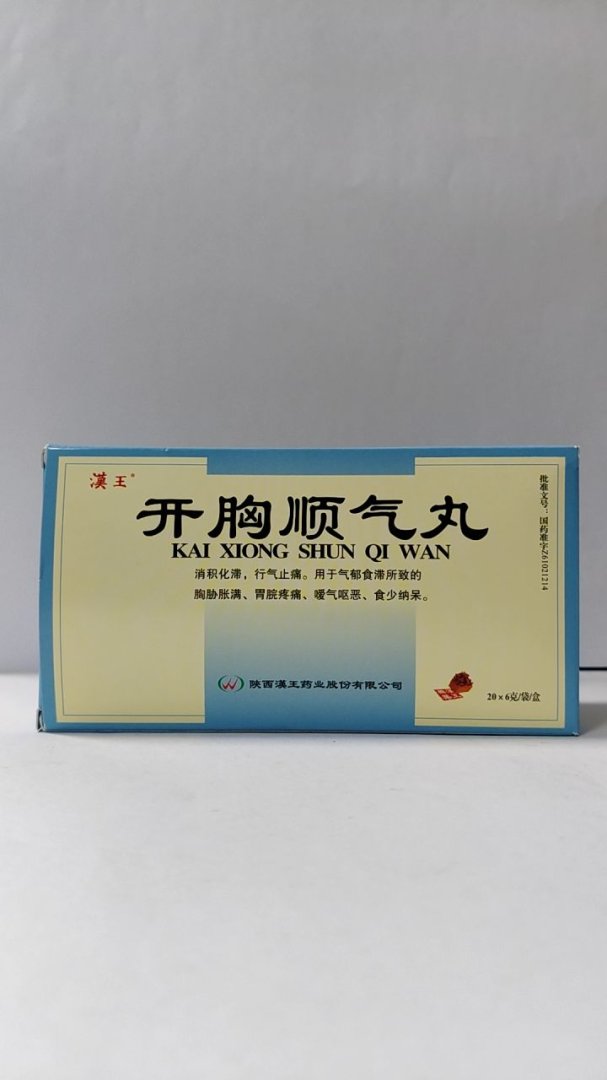 漢王®
开胸顺气丸
KAI XIONG SHUN QI WAN
消积化滞，行气止痛。用于气郁食滞所致的
胸胁胀满、胃脘疼痛、嗳气呕恶、食少纳呆。
陕西漢王药业股份有限公司
20×6克/袋/盒
批准文号：国药准字Z61021214